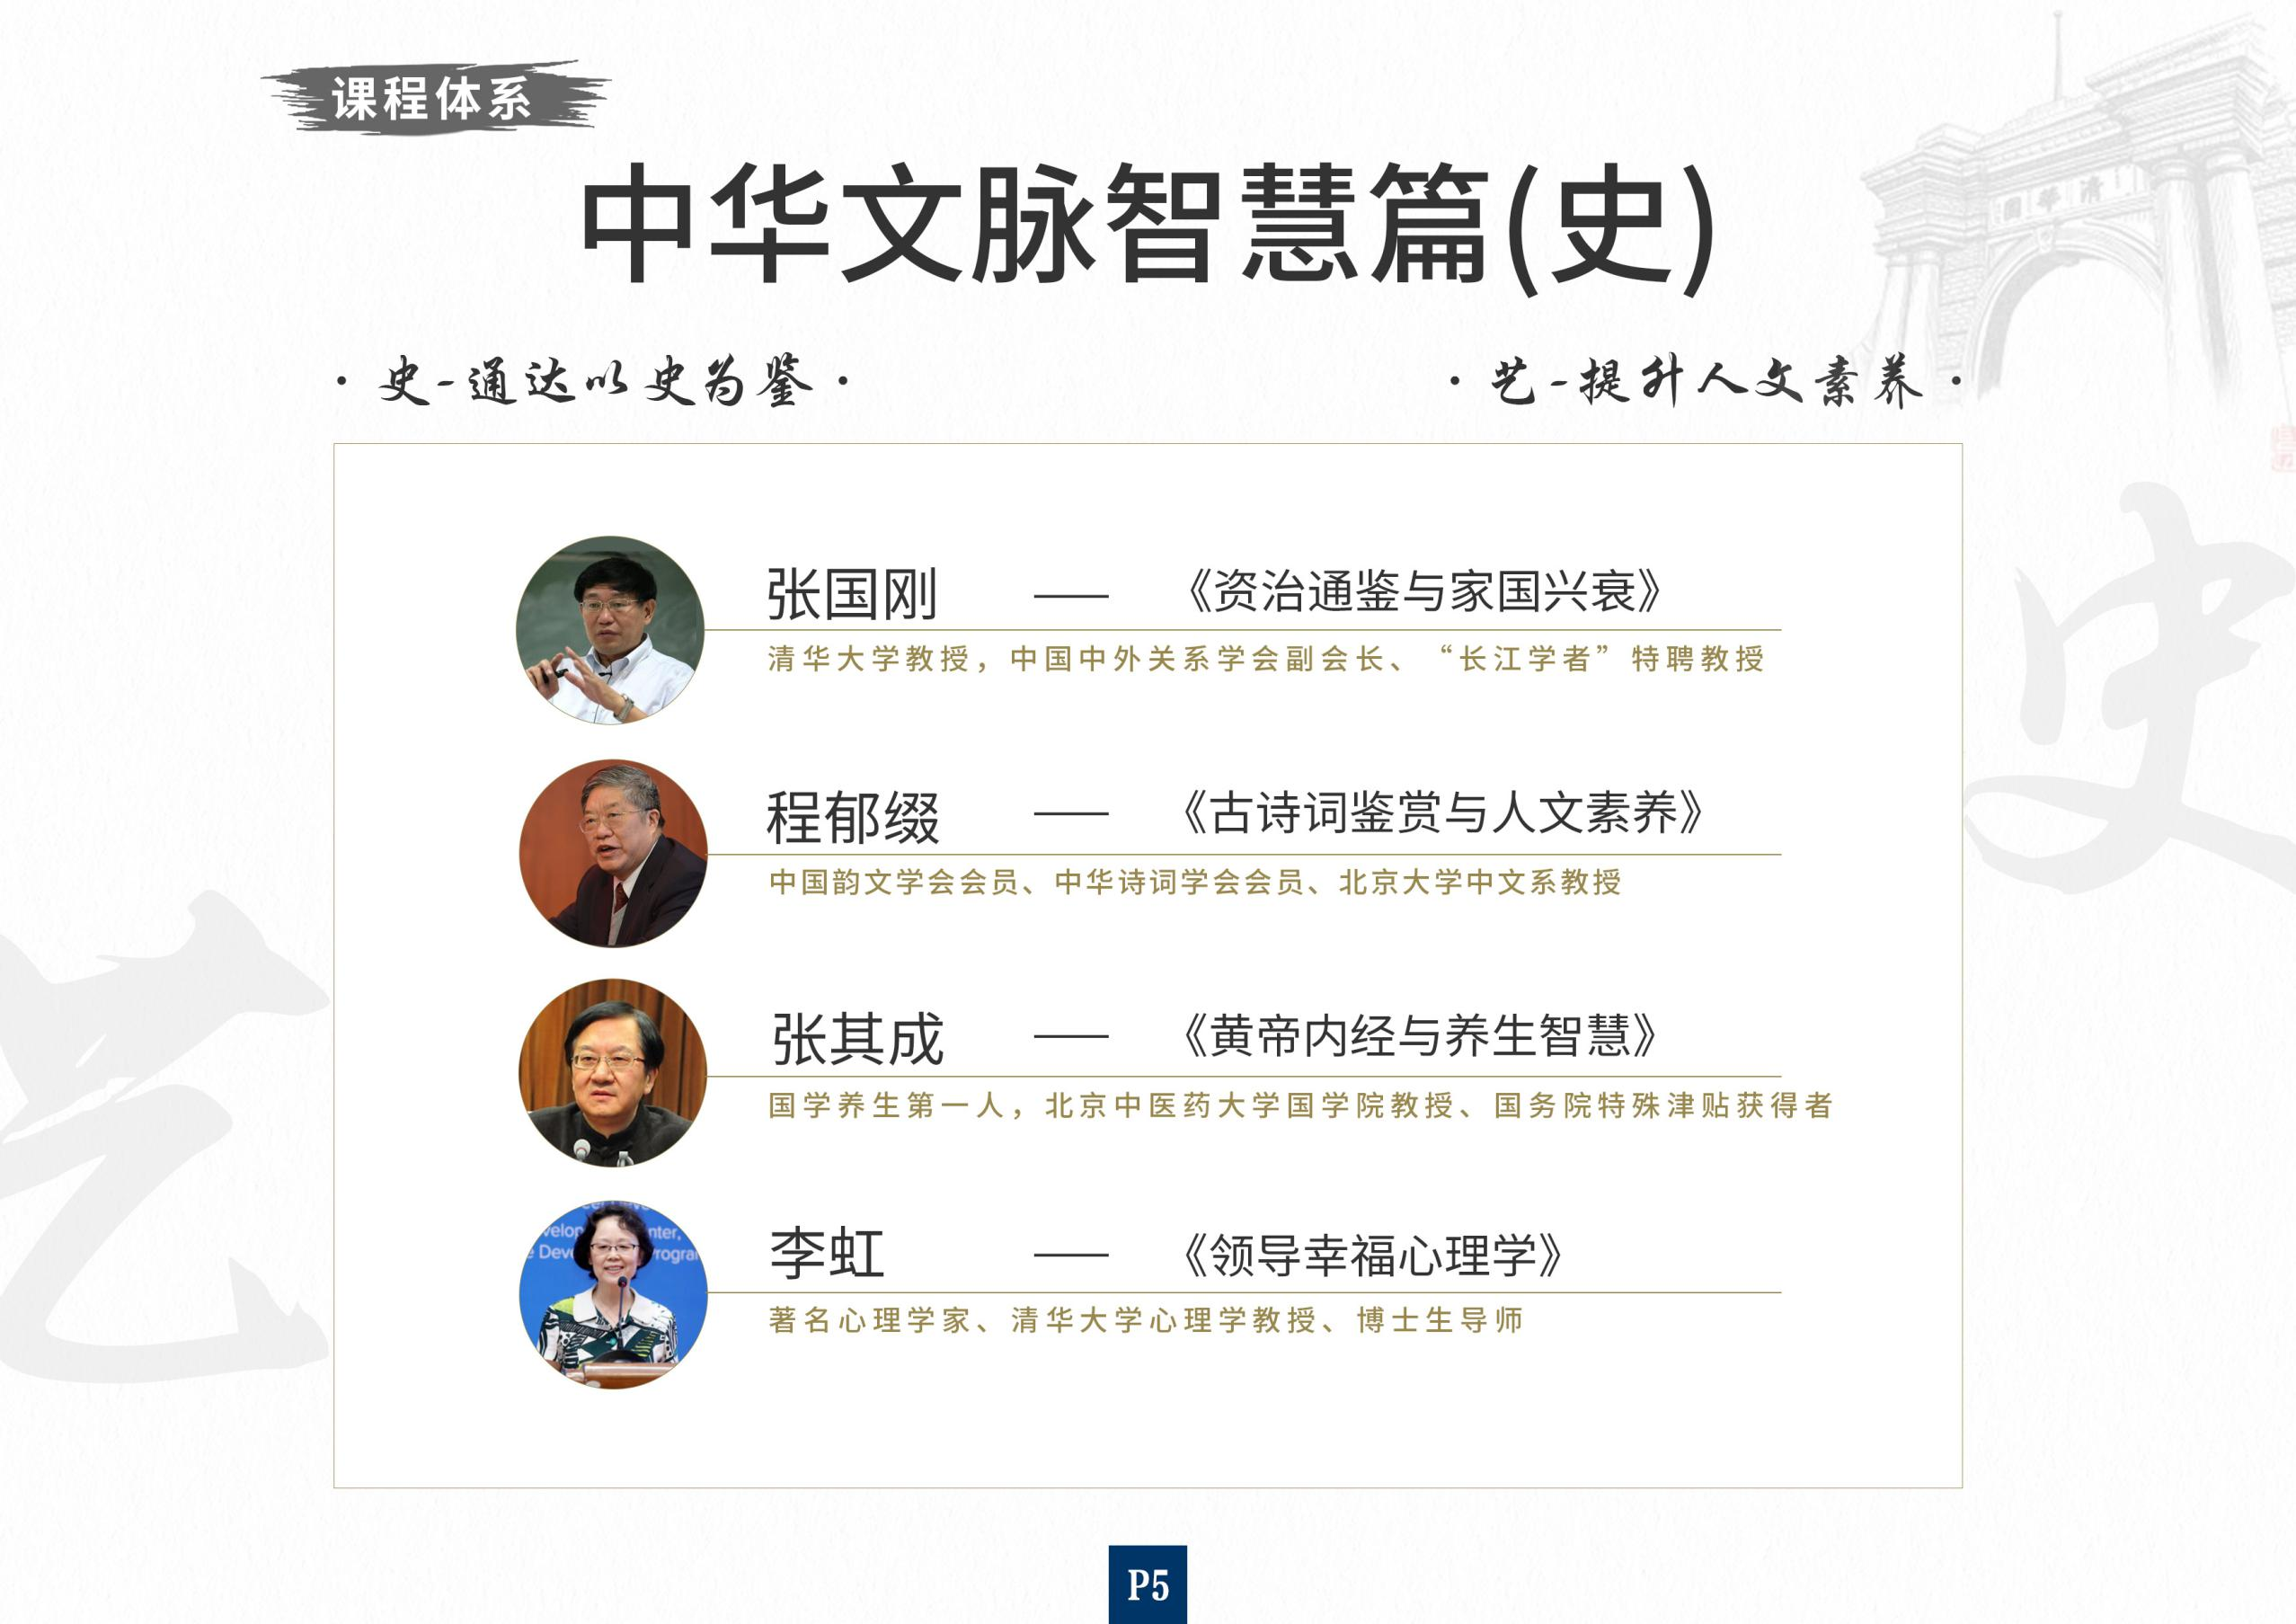 课程体系
中华文脉智慧篇(史)
·史-通达以史为鉴·
·艺-提升人文素养·
张国刚 —— 《资治通鉴与家国兴衰》
清华大学教授，中国中外关系学会副会长、“长江学者”特聘教授
程郁缀 —— 《古诗词鉴赏与人文素养》
中国韵文学会会员、中华诗词学会会员、北京大学中文系教授
张其成 —— 《黄帝内经与养生智慧》
国学养生第一人，北京中医药大学国学院教授、国务院特殊津贴获得者
李虹 —— 《领导幸福心理学》
著名心理学家、清华大学心理学教授、博士生导师
史
艺
園華清
P5